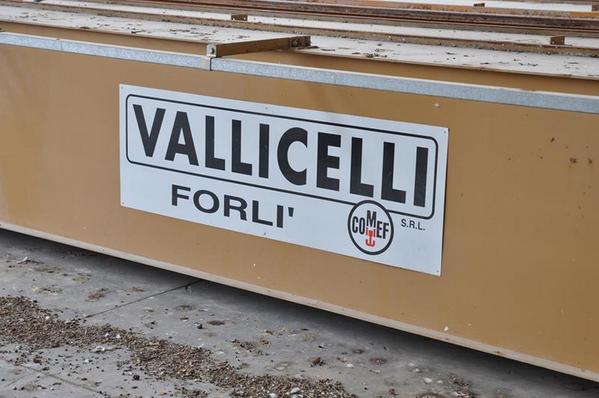 VALLICELLI
FORLI'
COMEF
S.R.L.